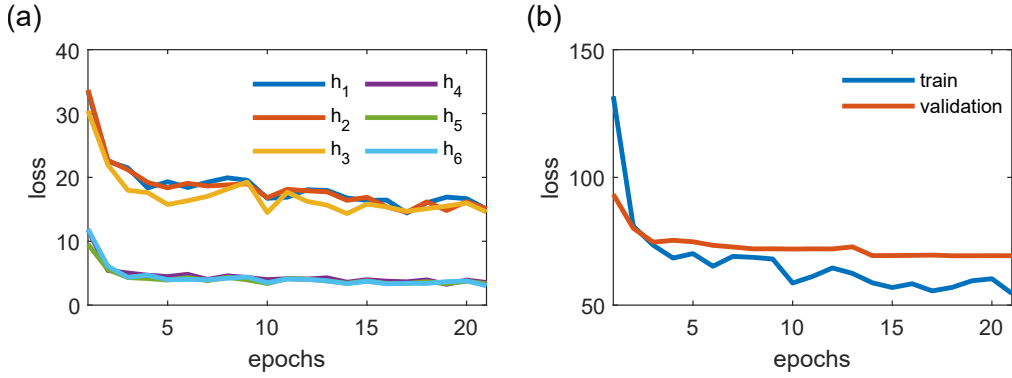 (a)
loss
40
30
20
10
0
h₁ h₄
h₂ h₅
h₃ h₆
5 10 15 20
epochs
(b)
loss
150
100
50
train
validation
5 10 15 20
epochs